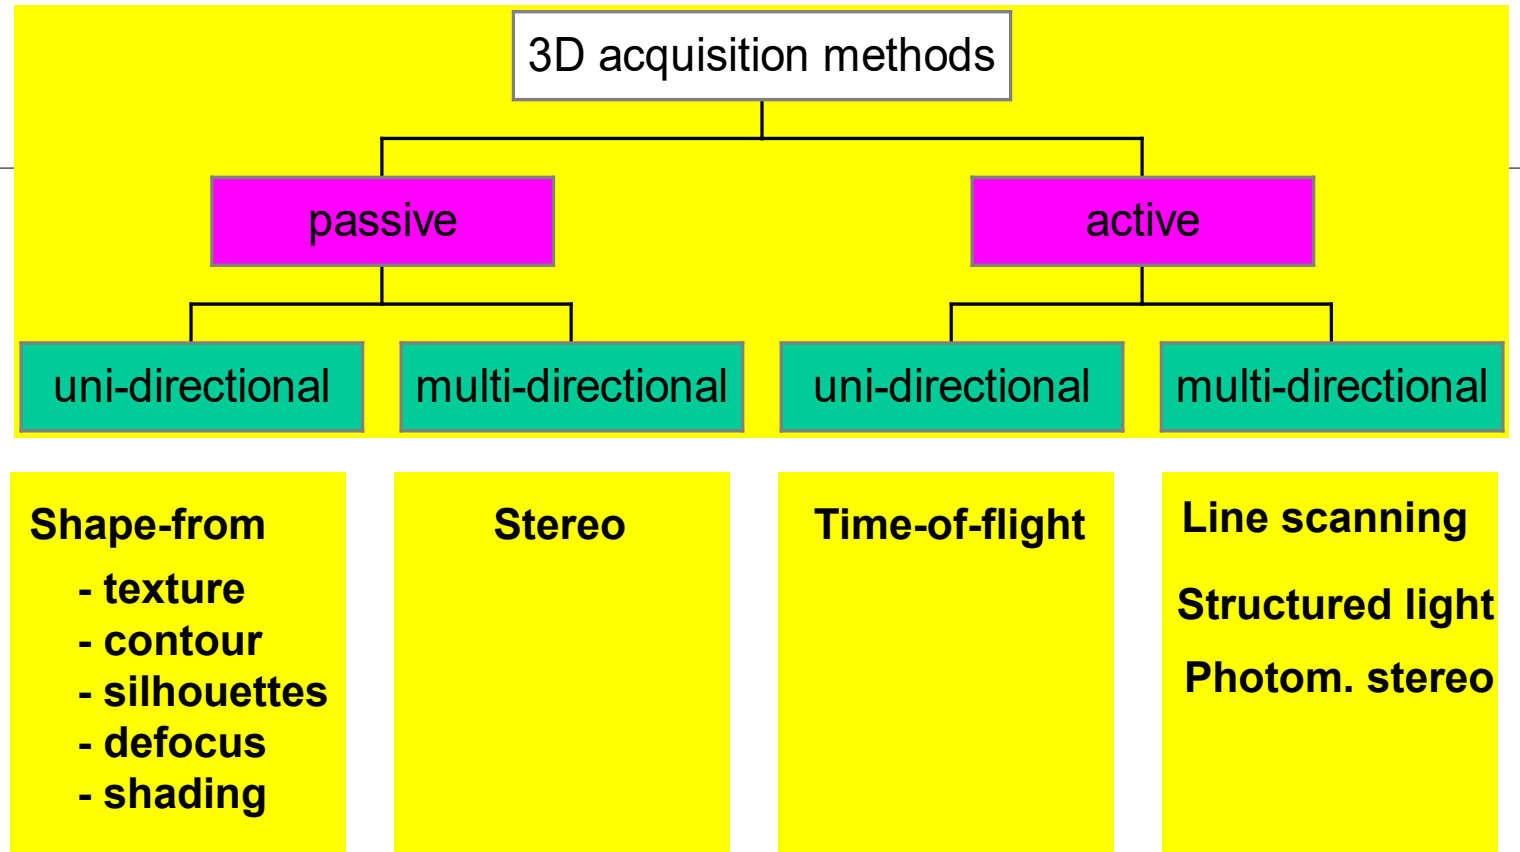 3D acquisition methods
passive
active
uni-directional
multi-directional
uni-directional
multi-directional
Shape-from
- texture
- contour
- silhouettes
- defocus
- shading
Stereo
Time-of-flight
Line scanning
Structured light
Photom. stereo